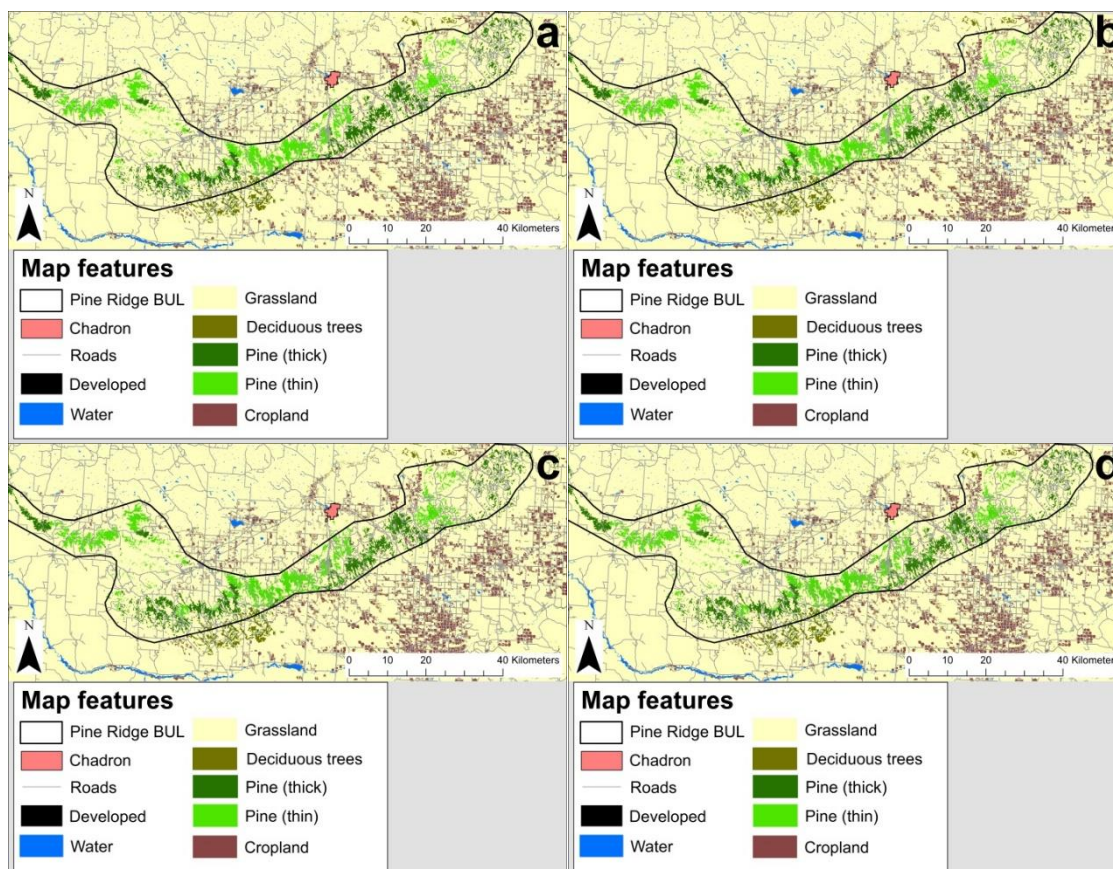 a
N
0 10 20 40 Kilometers
Map features
Pine Ridge BUL
Chadron
Roads
Developed
Water
Grassland
Deciduous trees
Pine (thick)
Pine (thin)
Cropland
b
N
0 10 20 40 Kilometers
Map features
Pine Ridge BUL
Chadron
Roads
Developed
Water
Grassland
Deciduous trees
Pine (thick)
Pine (thin)
Cropland
c
N
0 10 20 40 Kilometers
Map features
Pine Ridge BUL
Chadron
Roads
Developed
Water
Grassland
Deciduous trees
Pine (thick)
Pine (thin)
Cropland
d
N
0 10 20 40 Kilometers
Map features
Pine Ridge BUL
Chadron
Roads
Developed
Water
Grassland
Deciduous trees
Pine (thick)
Pine (thin)
Cropland